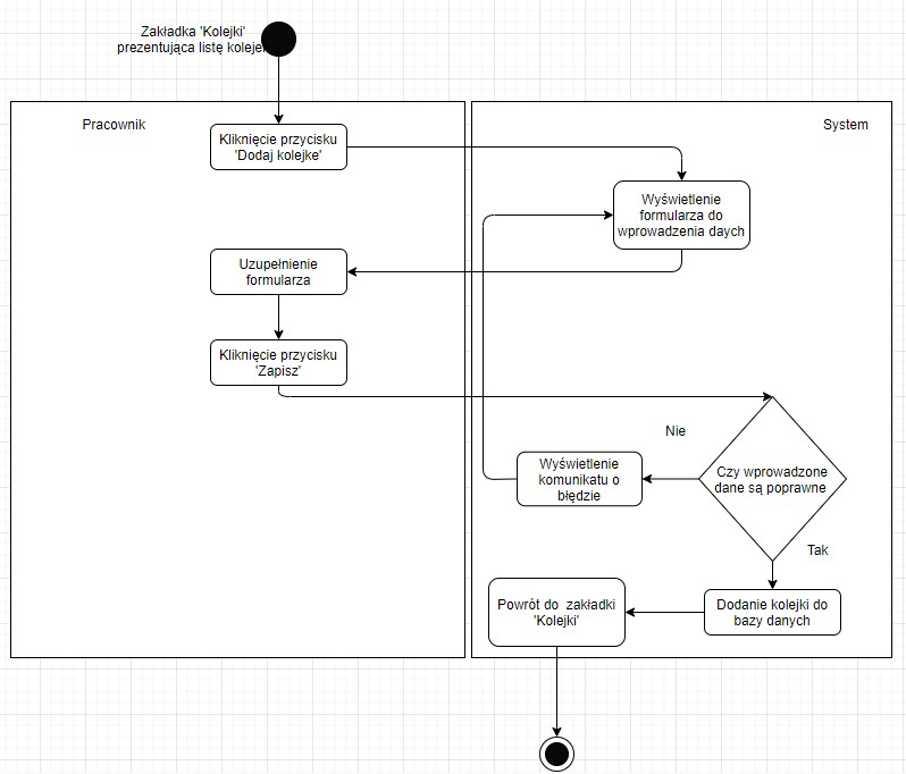 Zakładka 'Kolejki'
prezentująca listę kolejek
Pracownik
System
Kliknięcie przycisku
'Dodaj kolejke'
Wyświetlenie
formularza do
wprowadzenia daych
Uzupełnienie
formularza
Kliknięcie przycisku
'Zapisz'
Nie
Wyświetlenie
komunikatu o
błędzie
Czy wprowadzone
dane są poprawne
Tak
Powrót do zakładki
'Kolejki'
Dodanie kolejki do
bazy danych